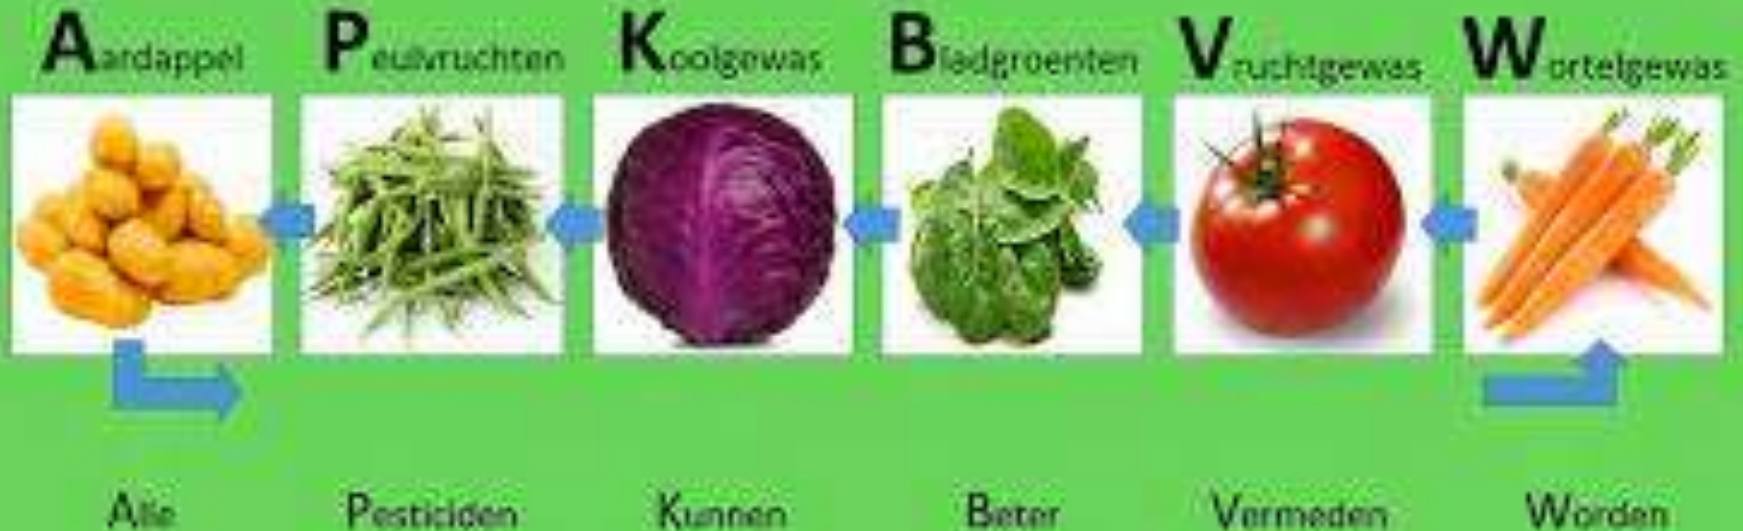 Aardappel Peulvruchten Koolgewas Bladgroenten Vruchtgewas Wortelgewas
Alle Pesticiden Kunnen Beter Vermeden Worden